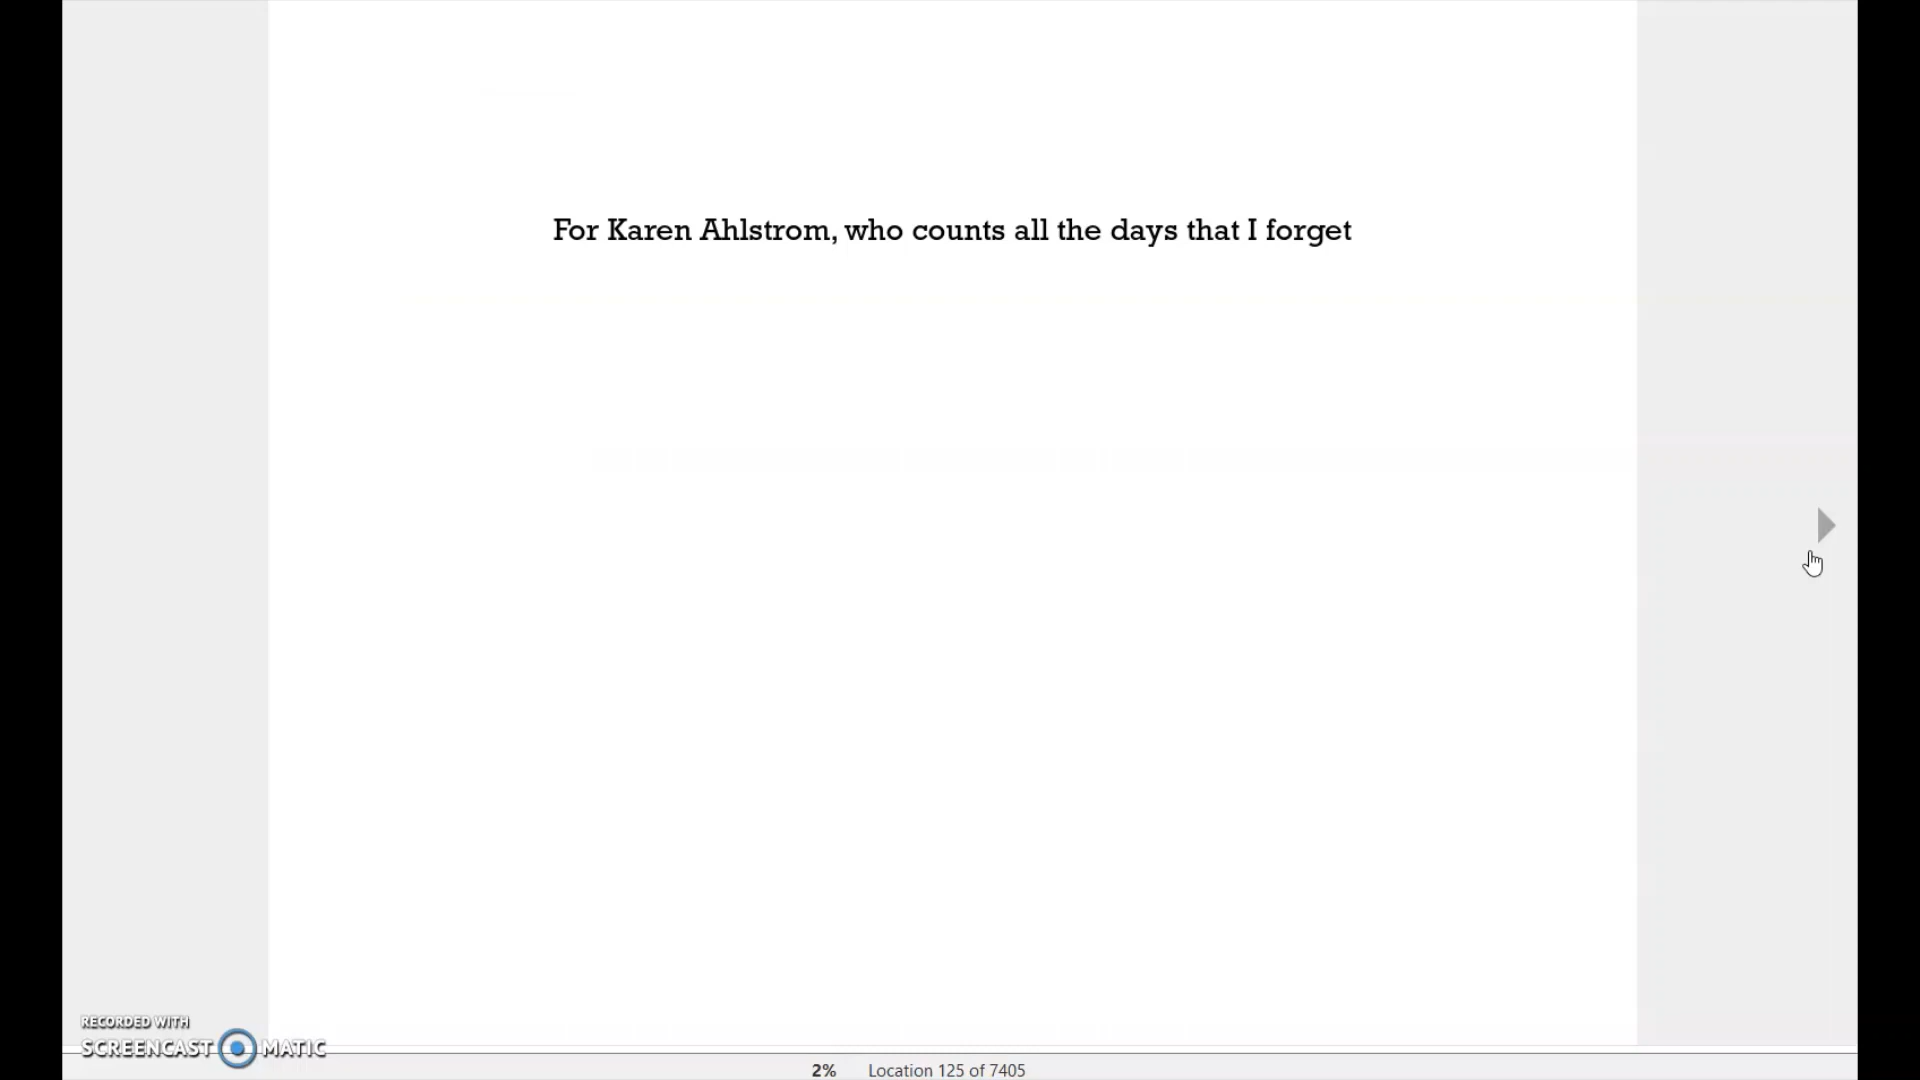 For Karen Ahlstrom, who counts all the days that I forget
RECORDED WITH
SCREENCAST MATIC
2% Location 125 of 7405